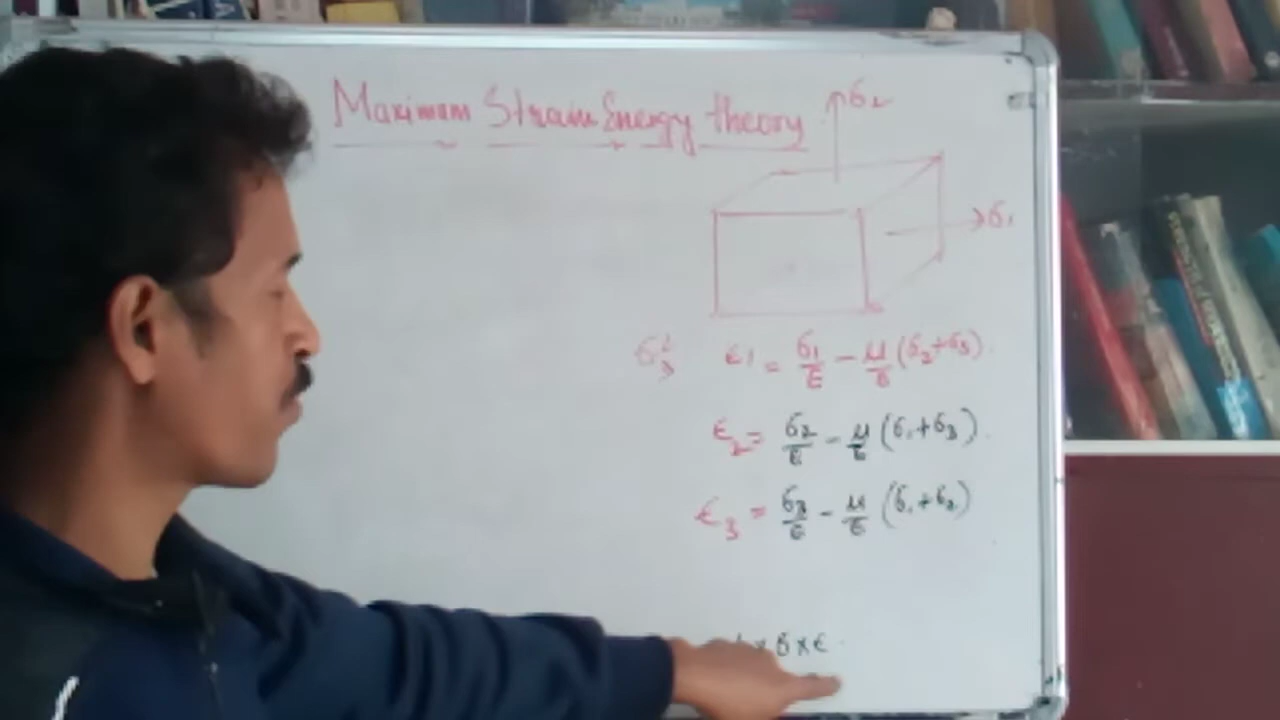 Maximum Strain Energy theory
σ2
σ1
σ3 ε1 = σ1/E - μ/E (σ2+σ3)
ε2 = σ2/E - μ/E (σ1+σ3)
ε3 = σ3/E - μ/E (σ1+σ2)
×σ×ε